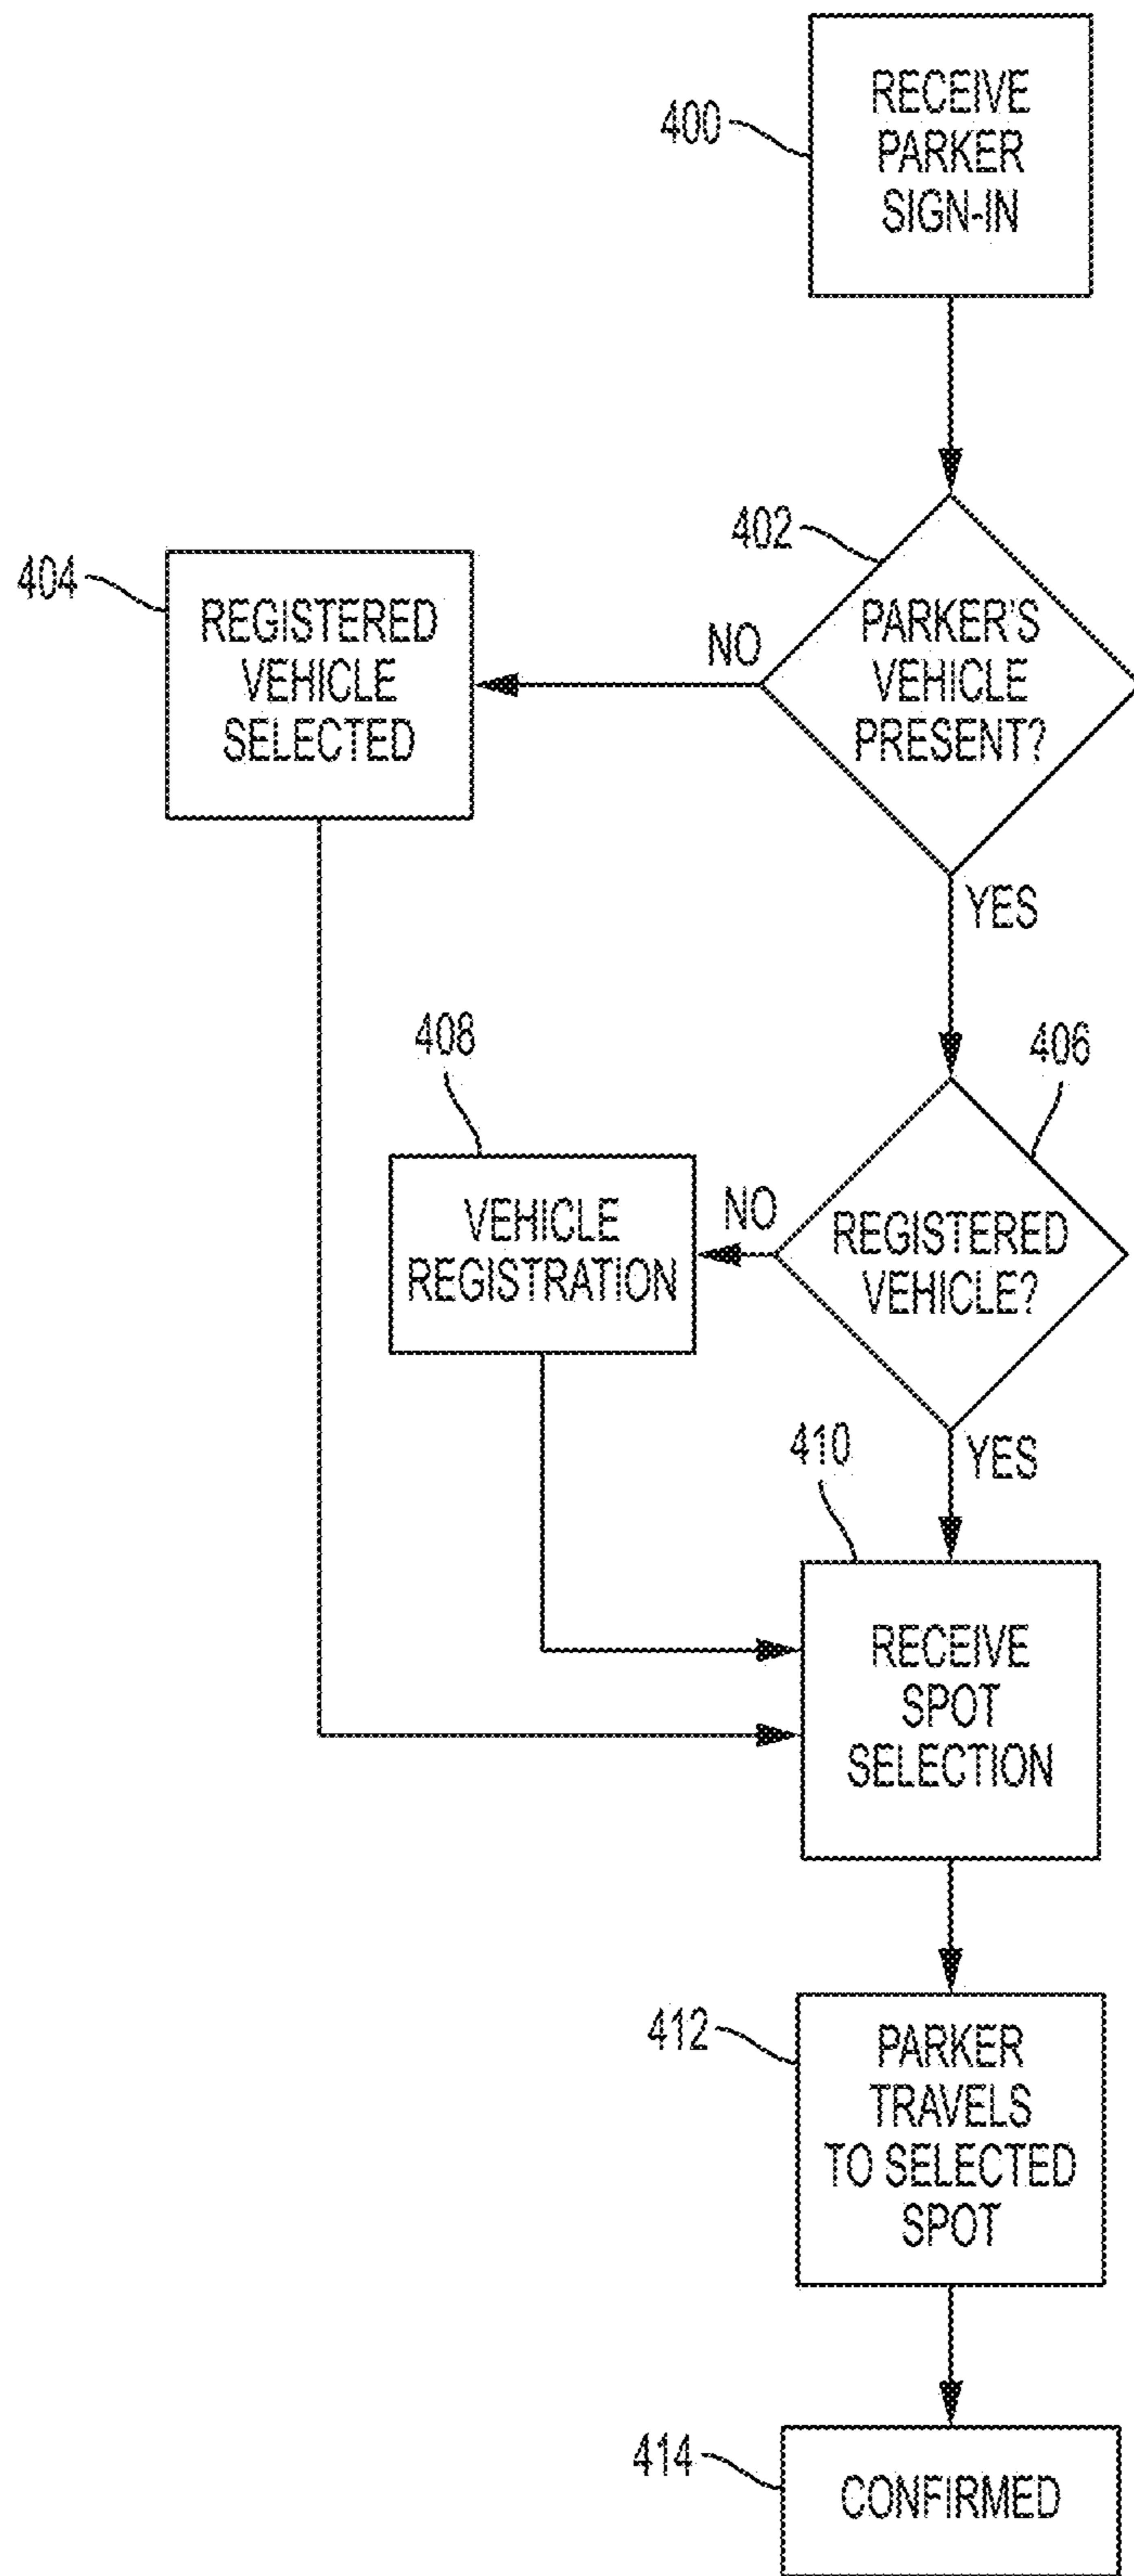 400
RECEIVE
PARKER
SIGN-IN
402
PARKER'S
VEHICLE
PRESENT?
NO
YES
404
REGISTERED
VEHICLE
SELECTED
406
REGISTERED
VEHICLE?
NO
YES
408
VEHICLE
REGISTRATION
410
RECEIVE
SPOT
SELECTION
412
PARKER
TRAVELS
TO SELECTED
SPOT
414
CONFIRMED